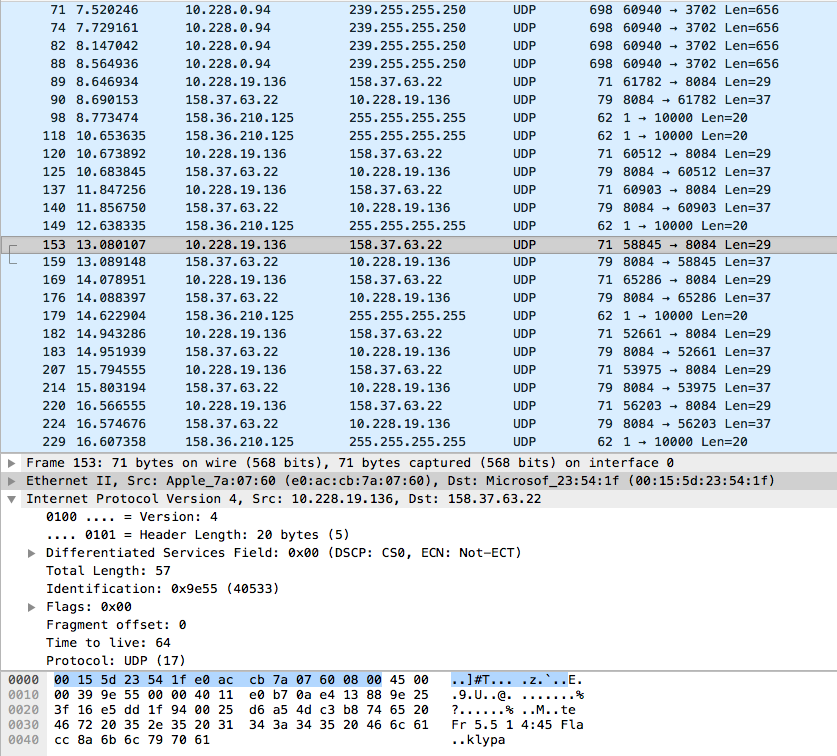 71 7.520246 10.228.0.94 239.255.255.250 UDP 698 60940 → 3702 Len=656
74 7.729161 10.228.0.94 239.255.255.250 UDP 698 60940 → 3702 Len=656
82 8.147042 10.228.0.94 239.255.255.250 UDP 698 60940 → 3702 Len=656
88 8.564936 10.228.0.94 239.255.255.250 UDP 698 60940 → 3702 Len=656
89 8.646934 10.228.19.136 158.37.63.22 UDP 71 61782 → 8084 Len=29
90 8.690153 158.37.63.22 10.228.19.136 UDP 79 8084 → 61782 Len=37
98 8.773474 158.36.210.125 255.255.255.255 UDP 62 1 → 10000 Len=20
118 10.653635 158.36.210.125 255.255.255.255 UDP 62 1 → 10000 Len=20
120 10.673892 10.228.19.136 158.37.63.22 UDP 71 60512 → 8084 Len=29
125 10.683845 158.37.63.22 10.228.19.136 UDP 79 8084 → 60512 Len=37
137 11.847256 10.228.19.136 158.37.63.22 UDP 71 60903 → 8084 Len=29
140 11.856750 158.37.63.22 10.228.19.136 UDP 79 8084 → 60903 Len=37
149 12.638335 158.36.210.125 255.255.255.255 UDP 62 1 → 10000 Len=20
153 13.080107 10.228.19.136 158.37.63.22 UDP 71 58845 → 8084 Len=29
159 13.089148 158.37.63.22 10.228.19.136 UDP 79 8084 → 58845 Len=37
169 14.078951 10.228.19.136 158.37.63.22 UDP 71 65286 → 8084 Len=29
176 14.088397 158.37.63.22 10.228.19.136 UDP 79 8084 → 65286 Len=37
179 14.622904 158.36.210.125 255.255.255.255 UDP 62 1 → 10000 Len=20
182 14.943286 10.228.19.136 158.37.63.22 UDP 71 52661 → 8084 Len=29
183 14.951939 158.37.63.22 10.228.19.136 UDP 79 8084 → 52661 Len=37
207 15.794555 10.228.19.136 158.37.63.22 UDP 71 53975 → 8084 Len=29
214 15.803194 158.37.63.22 10.228.19.136 UDP 79 8084 → 53975 Len=37
220 16.566555 10.228.19.136 158.37.63.22 UDP 71 56203 → 8084 Len=29
224 16.574676 158.37.63.22 10.228.19.136 UDP 79 8084 → 56203 Len=37
229 16.607358 158.36.210.125 255.255.255.255 UDP 62 1 → 10000 Len=20
Frame 153: 71 bytes on wire (568 bits), 71 bytes captured (568 bits) on interface 0
Ethernet II, Src: Apple_7a:07:60 (e0:ac:cb:7a:07:60), Dst: Microsof_23:54:1f (00:15:5d:23:54:1f)
Internet Protocol Version 4, Src: 10.228.19.136, Dst: 158.37.63.22
0100 .... = Version: 4
.... 0101 = Header Length: 20 bytes (5)
Differentiated Services Field: 0x00 (DSCP: CS0, ECN: Not-ECT)
Total Length: 57
Identification: 0x9e55 (40533)
Flags: 0x00
Fragment offset: 0
Time to live: 64
Protocol: UDP (17)
0000 00 15 5d 23 54 1f e0 ac cb 7a 07 60 08 00 45 00 ..]#T... .z.`..E.
0010 00 39 9e 55 00 00 40 11 e0 b7 0a e4 13 88 9e 25 .9.U..@. .......%
0020 3f 16 e5 dd 1f 94 00 25 d6 a5 4d c3 b8 74 65 20 ?......% ..M..te
0030 46 72 20 35 2e 35 20 31 34 3a 34 35 20 46 6c 61 Fr 5.5 1 4:45 Fla
0040 cc 8a 6b 6c 79 70 61 ..klypa